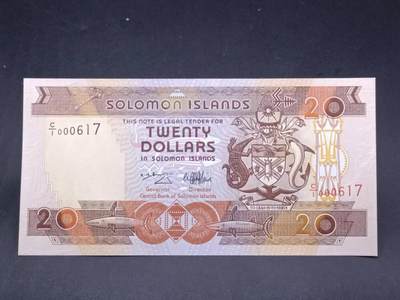 SOLOMON ISLANDS
20
C/1 000617
THIS NOTE IS LEGAL TENDER FOR
TWENTY
DOLLARS
IN SOLOMON ISLANDS
Governor Director
Central Bank of Solomon Islands
C/1 000617
20 20